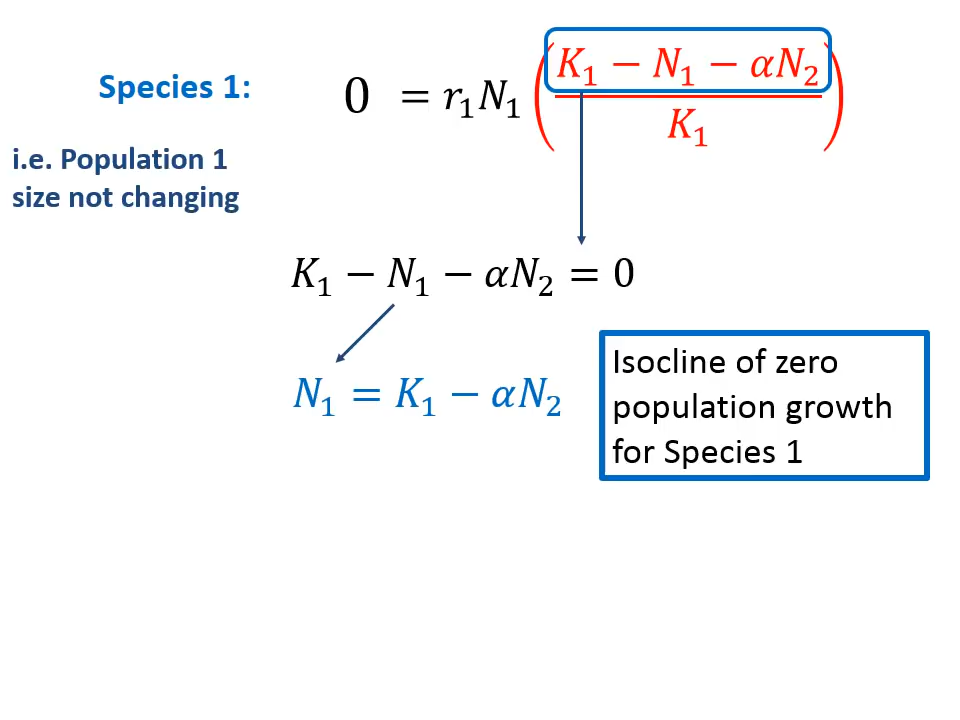 Species 1: 0 = r₁N₁ ( (K₁ − N₁ − αN₂) / K₁ )
i.e. Population 1
size not changing
K₁ − N₁ − αN₂ = 0
N₁ = K₁ − αN₂
Isocline of zero
population growth
for Species 1